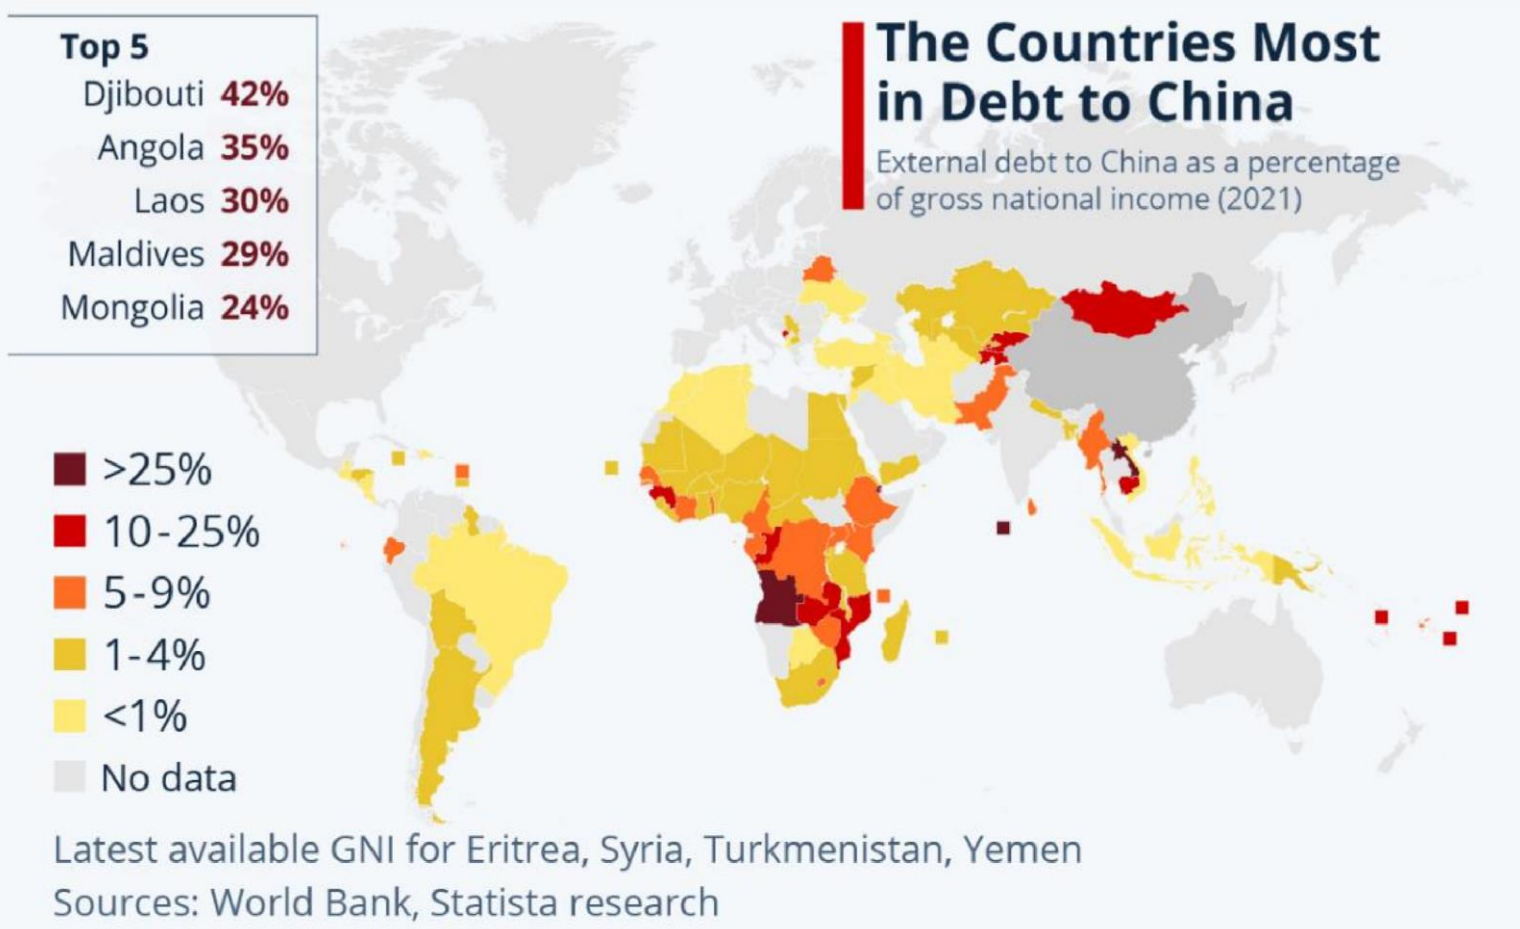 Top 5
Djibouti 42%
Angola 35%
Laos 30%
Maldives 29%
Mongolia 24%
The Countries Most
in Debt to China
External debt to China as a percentage
of gross national income (2021)
>25%
10-25%
5-9%
1-4%
<1%
No data
Latest available GNI for Eritrea, Syria, Turkmenistan, Yemen
Sources: World Bank, Statista research